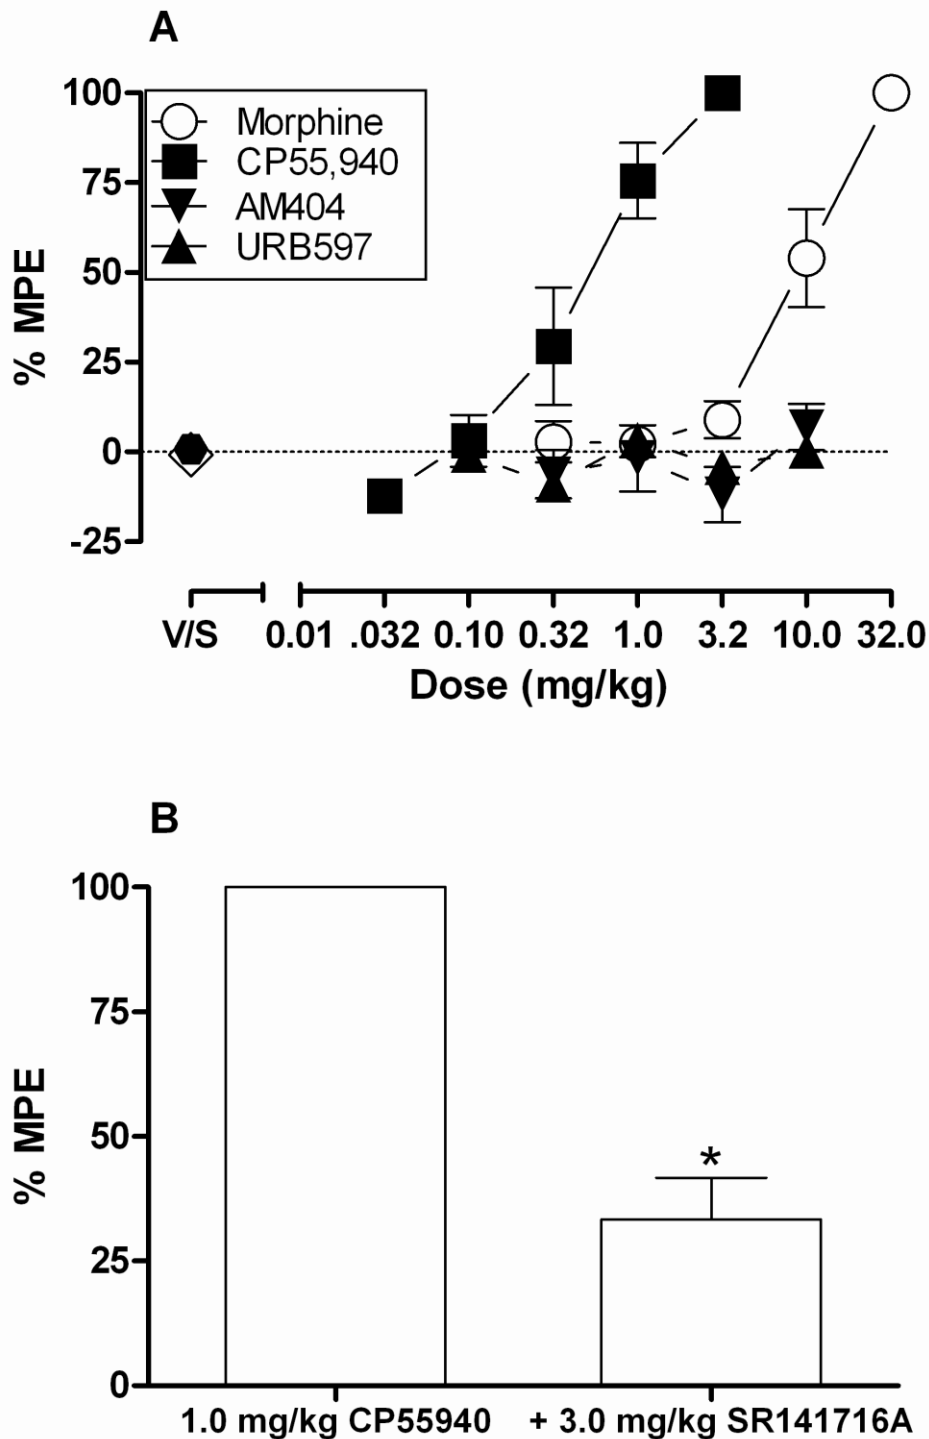 A
% MPE
100
75
50
25
0
-25
Morphine
CP55,940
AM404
URB597
V/S 0.01 .032 0.10 0.32 1.0 3.2 10.0 32.0
Dose (mg/kg)
B
% MPE
100
75
50
25
0
*
1.0 mg/kg CP55940 + 3.0 mg/kg SR141716A